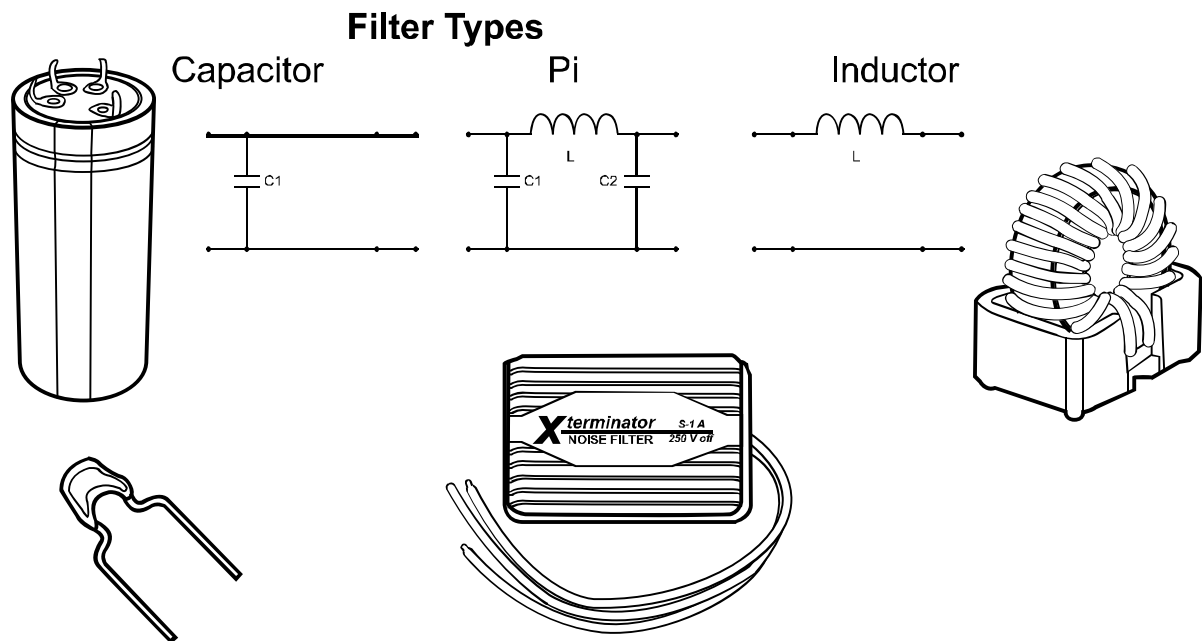 Filter Types
Capacitor
Pi
Inductor
C1
L
C1
C2
L
Xterminator S-1 A
NOISE FILTER 250 V off